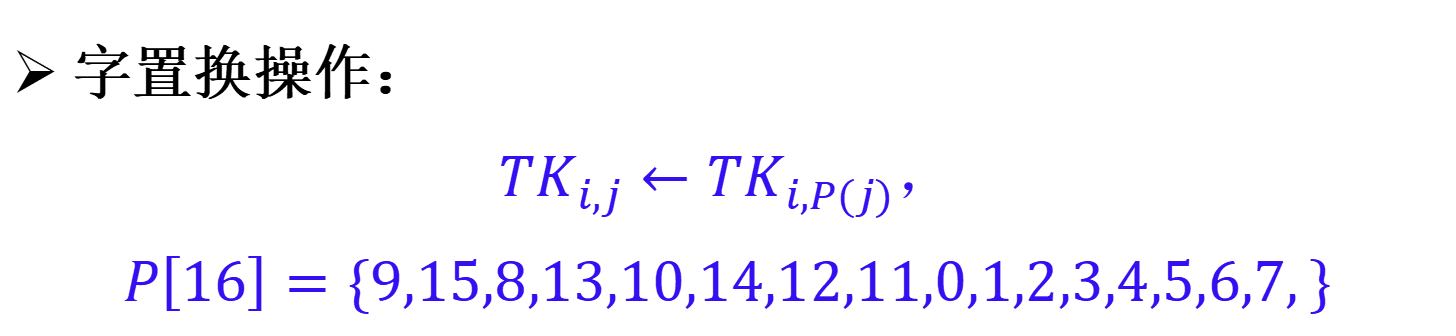 ➢ 字置换操作：
TK_{i,j} ← TK_{i,P(j)}，
P[16] = {9,15,8,13,10,14,12,11,0,1,2,3,4,5,6,7, }